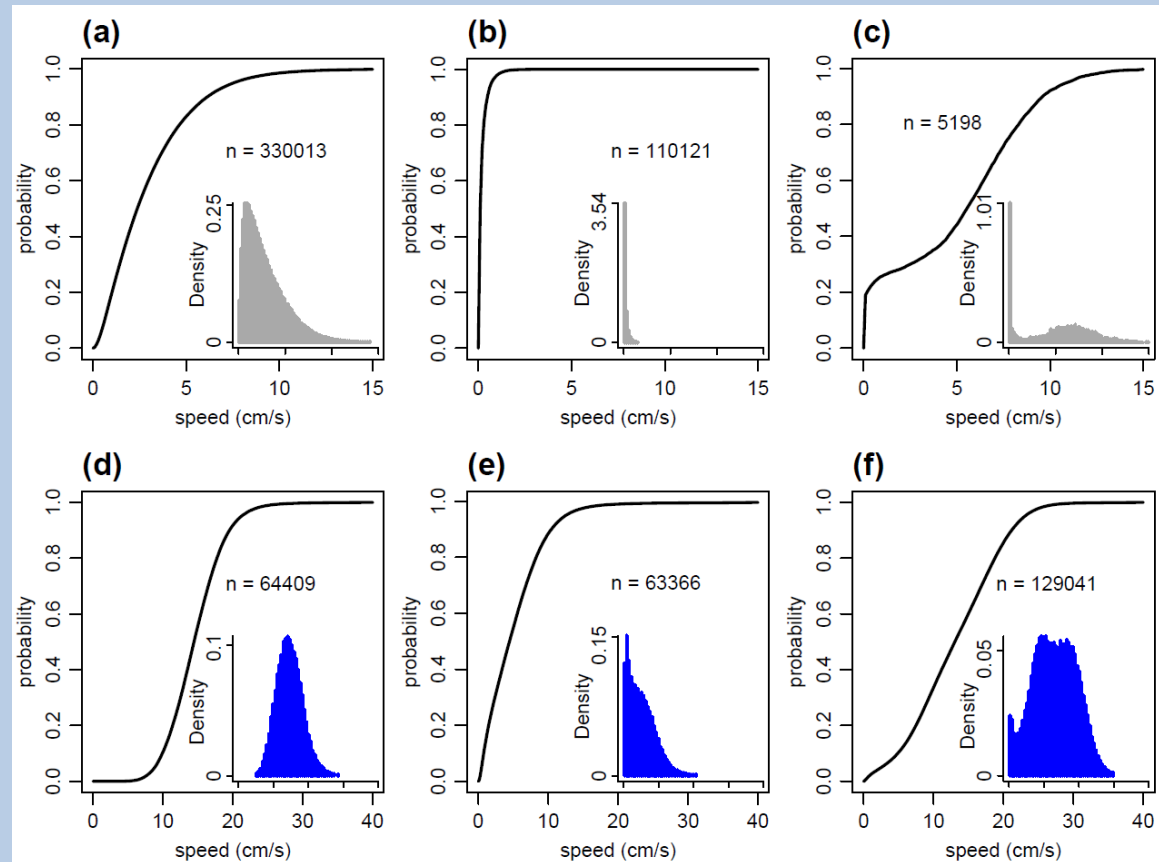 (a)
probability
0.0 0.2 0.4 0.6 0.8 1.0
n = 330013
Density
0 0.25
0 5 10 15
speed (cm/s)
(b)
probability
0.0 0.2 0.4 0.6 0.8 1.0
n = 110121
Density
0 3.54
0 5 10 15
speed (cm/s)
(c)
probability
0.0 0.2 0.4 0.6 0.8 1.0
n = 5198
Density
0 1.01
0 5 10 15
speed (cm/s)
(d)
probability
0.0 0.2 0.4 0.6 0.8 1.0
n = 64409
Density
0 0.1
0 10 20 30 40
speed (cm/s)
(e)
probability
0.0 0.2 0.4 0.6 0.8 1.0
n = 63366
Density
0 0.15
0 10 20 30 40
speed (cm/s)
(f)
probability
0.0 0.2 0.4 0.6 0.8 1.0
n = 129041
Density
0 0.05
0 10 20 30 40
speed (cm/s)